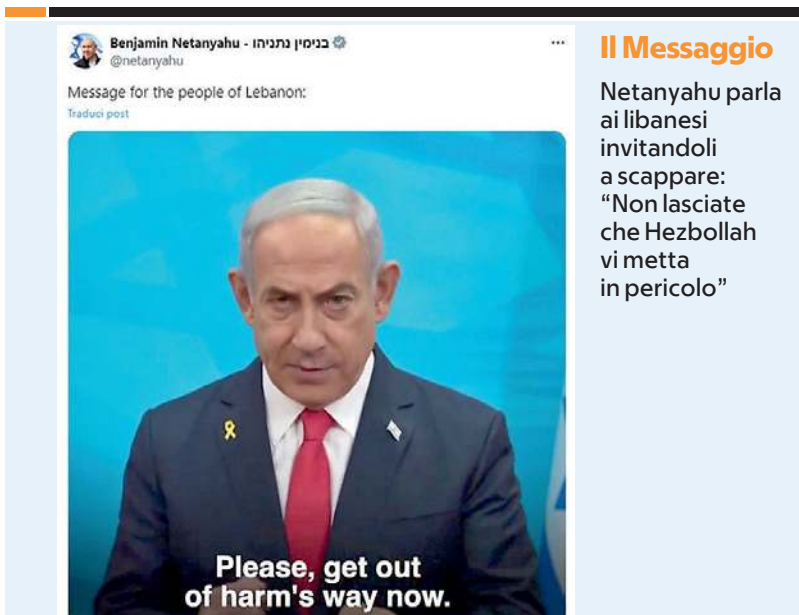 Benjamin Netanyahu - בנימין נתניהו
@netanyahu
Message for the people of Lebanon:
Traduci post
Please, get out
of harm's way now.
Il Messaggio
Netanyahu parla
ai libanesi
invitandoli
a scappare:
“Non lasciate
che Hezbollah
vi metta
in pericolo”